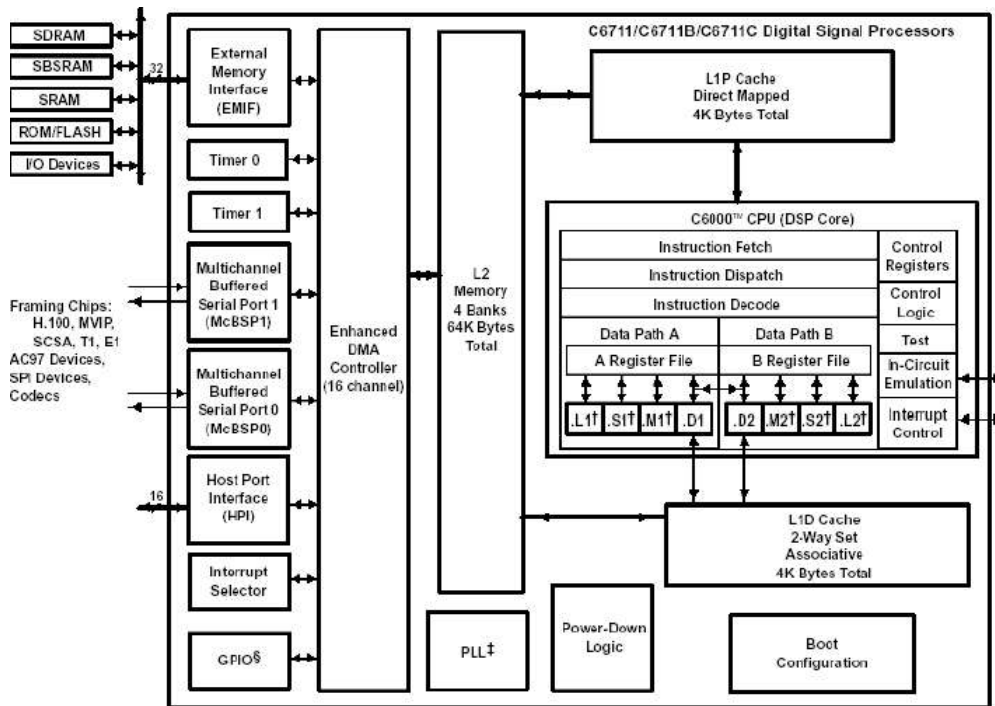 C6711/C6711B/C6711C Digital Signal Processors
SDRAM
SBSRAM
SRAM
ROM/FLASH
I/O Devices
32
External
Memory
Interface
(EMIF)
Timer 0
Timer 1
Framing Chips:
H.100, MVIP,
SCSA, T1, E1
AC97 Devices,
SPI Devices,
Codecs
Multichannel
Buffered
Serial Port 1
(McBSP1)
Multichannel
Buffered
Serial Port 0
(McBSP0)
16
Host Port
Interface
(HPI)
Interrupt
Selector
GPIO§
Enhanced
DMA
Controller
(16 channel)
L2
Memory
4 Banks
64K Bytes
Total
L1P Cache
Direct Mapped
4K Bytes Total
C6000™ CPU (DSP Core)
Instruction Fetch
Instruction Dispatch
Instruction Decode
Data Path A
Data Path B
A Register File
B Register File
.L1† .S1† .M1† .D1 .D2 .M2† .S2† .L2†
Control
Registers
Control
Logic
Test
In-Circuit
Emulation
Interrupt
Control
L1D Cache
2-Way Set
Associative
4K Bytes Total
PLL‡
Power-Down
Logic
Boot
Configuration